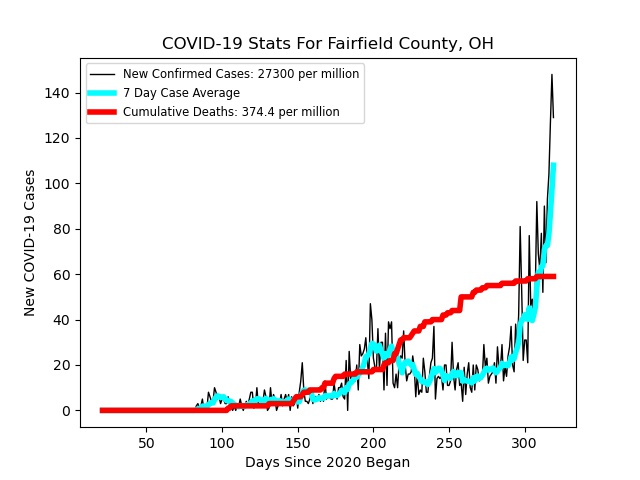 COVID-19 Stats For Fairfield County, OH
New Confirmed Cases: 27300 per million
7 Day Case Average
Cumulative Deaths: 374.4 per million
New COVID-19 Cases
140
120
100
80
60
40
20
0
50 100 150 200 250 300
Days Since 2020 Began